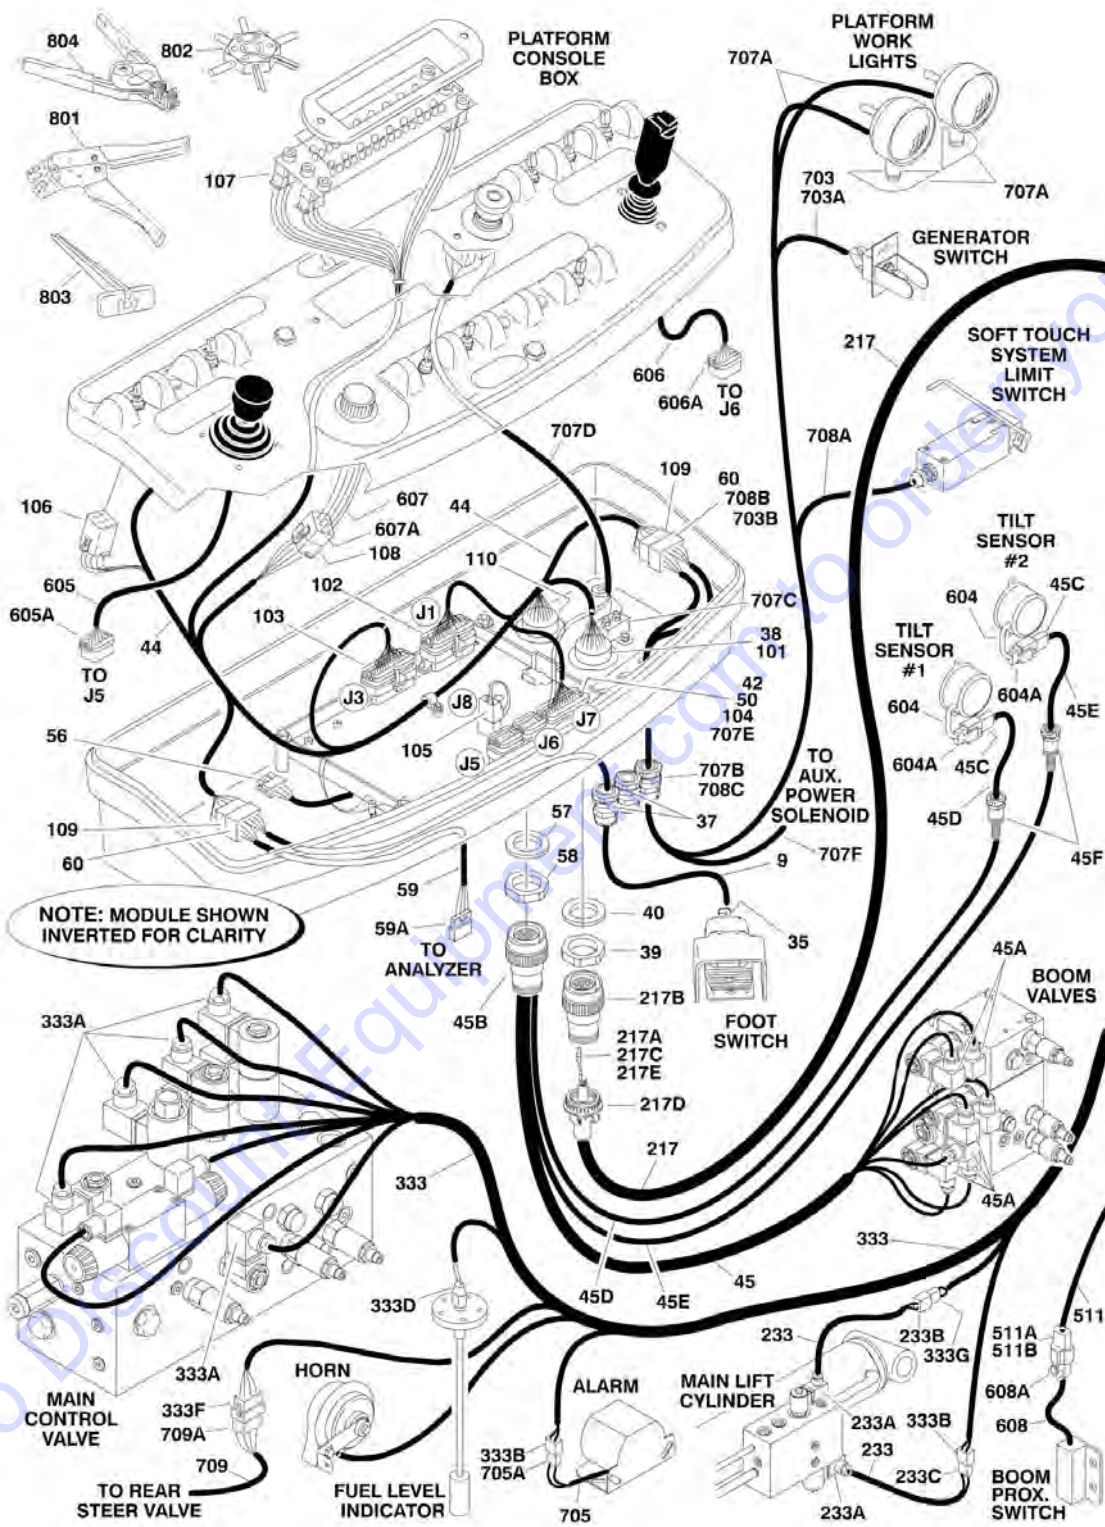 804
802
801
803
PLATFORM
CONSOLE
BOX
107
PLATFORM
WORK
LIGHTS
707A
707A
703
703A
GENERATOR
SWITCH
217
SOFT TOUCH
SYSTEM
LIMIT
SWITCH
606
606A
TO
J6
707D
708A
106
607
607A
108
44
109
60
708B
703B
110
102
J1
605
605A
103
707C
TILT
SENSOR
#2
604
45C
44
TO
J5
38
101
TILT
SENSOR
#1
604A
604
J3
J8
42
50
104
707E
J7
J6
J5
105
45E
56
604A
45C
707B
708C
TO
AUX.
POWER
SOLENOID
57
37
45D
45F
109
60
58
9
707F
59
NOTE: MODULE SHOWN
INVERTED FOR CLARITY
59A
TO
ANALYZER
40
39
35
45A
BOOM
VALVES
333A
45B
217B
FOOT
SWITCH
217A
217C
217E
217D
333
217
45A
333
333D
45D
45E
45
511
233
233B
333G
511A
511B
333A
HORN
ALARM
MAIN LIFT
CYLINDER
608A
MAIN
CONTROL
VALVE
333F
709A
233A
333B
608
333B
705A
233
709
233C
TO REAR
STEER VALVE
FUEL LEVEL
INDICATOR
705
233A
BOOM
PROX.
SWITCH
to Discount-Equipment.com to order yo